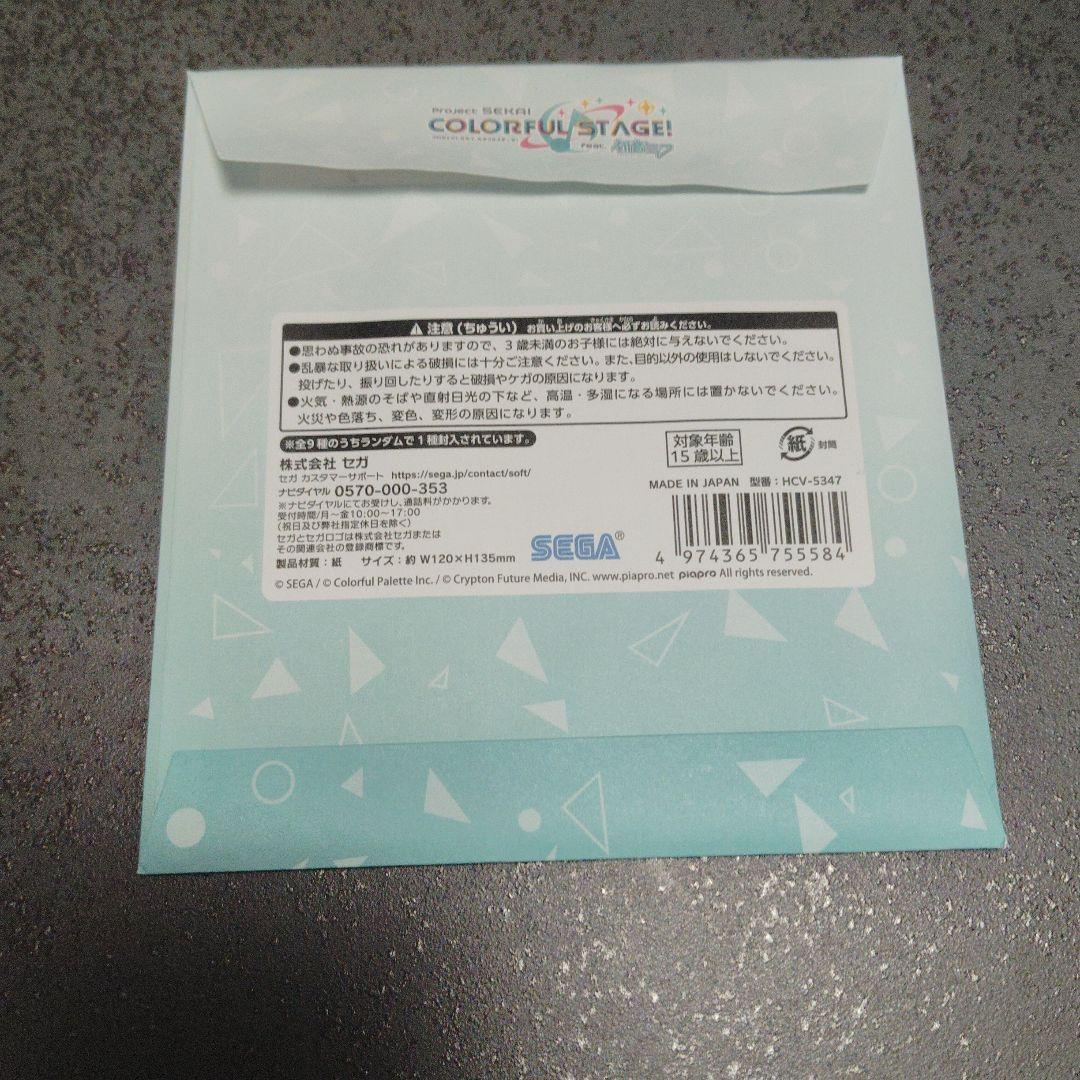 Project SEKAI
COLORFUL STAGE!
feat. 初音ミク
注意(ちゅうい) お買い上げのお客様へ必ずお読みください。
●思わぬ事故の恐れがありますので、3歳未満のお子様には絶対に与えないでください。
●乱暴な取り扱いによる破損には十分ご注意ください。また、目的以外の使用はしないでください。
投げたり、振り回したりすると破損やケガの原因になります。
●火気・熱源のそばや直射日光の下など、高温・多湿になる場所には置かないでください。
火災や色落ち、変色、変形の原因になります。
※全9種のうちランダムで1種封入されています。
株式会社 セガ
セガ カスタマーサポート https://sega.jp/contact/soft/
ナビダイヤル 0570-000-353
※ナビダイヤルにてお受けし、通話料がかかります。
受付時間/月~金10:00~17:00
(祝日及び弊社指定休日を除く)
セガとセガロゴは株式会社セガまたは
その関連会社の登録商標です。
製品材質:紙 サイズ:約 W120×H135mm
対象年齢
15歳以上
紙 封筒
MADE IN JAPAN 型番:HCV-5347
SEGA®
4 974365 755584
© SEGA / © Colorful Palette Inc. / © Crypton Future Media, INC. www.piapro.net piapro All rights reserved.